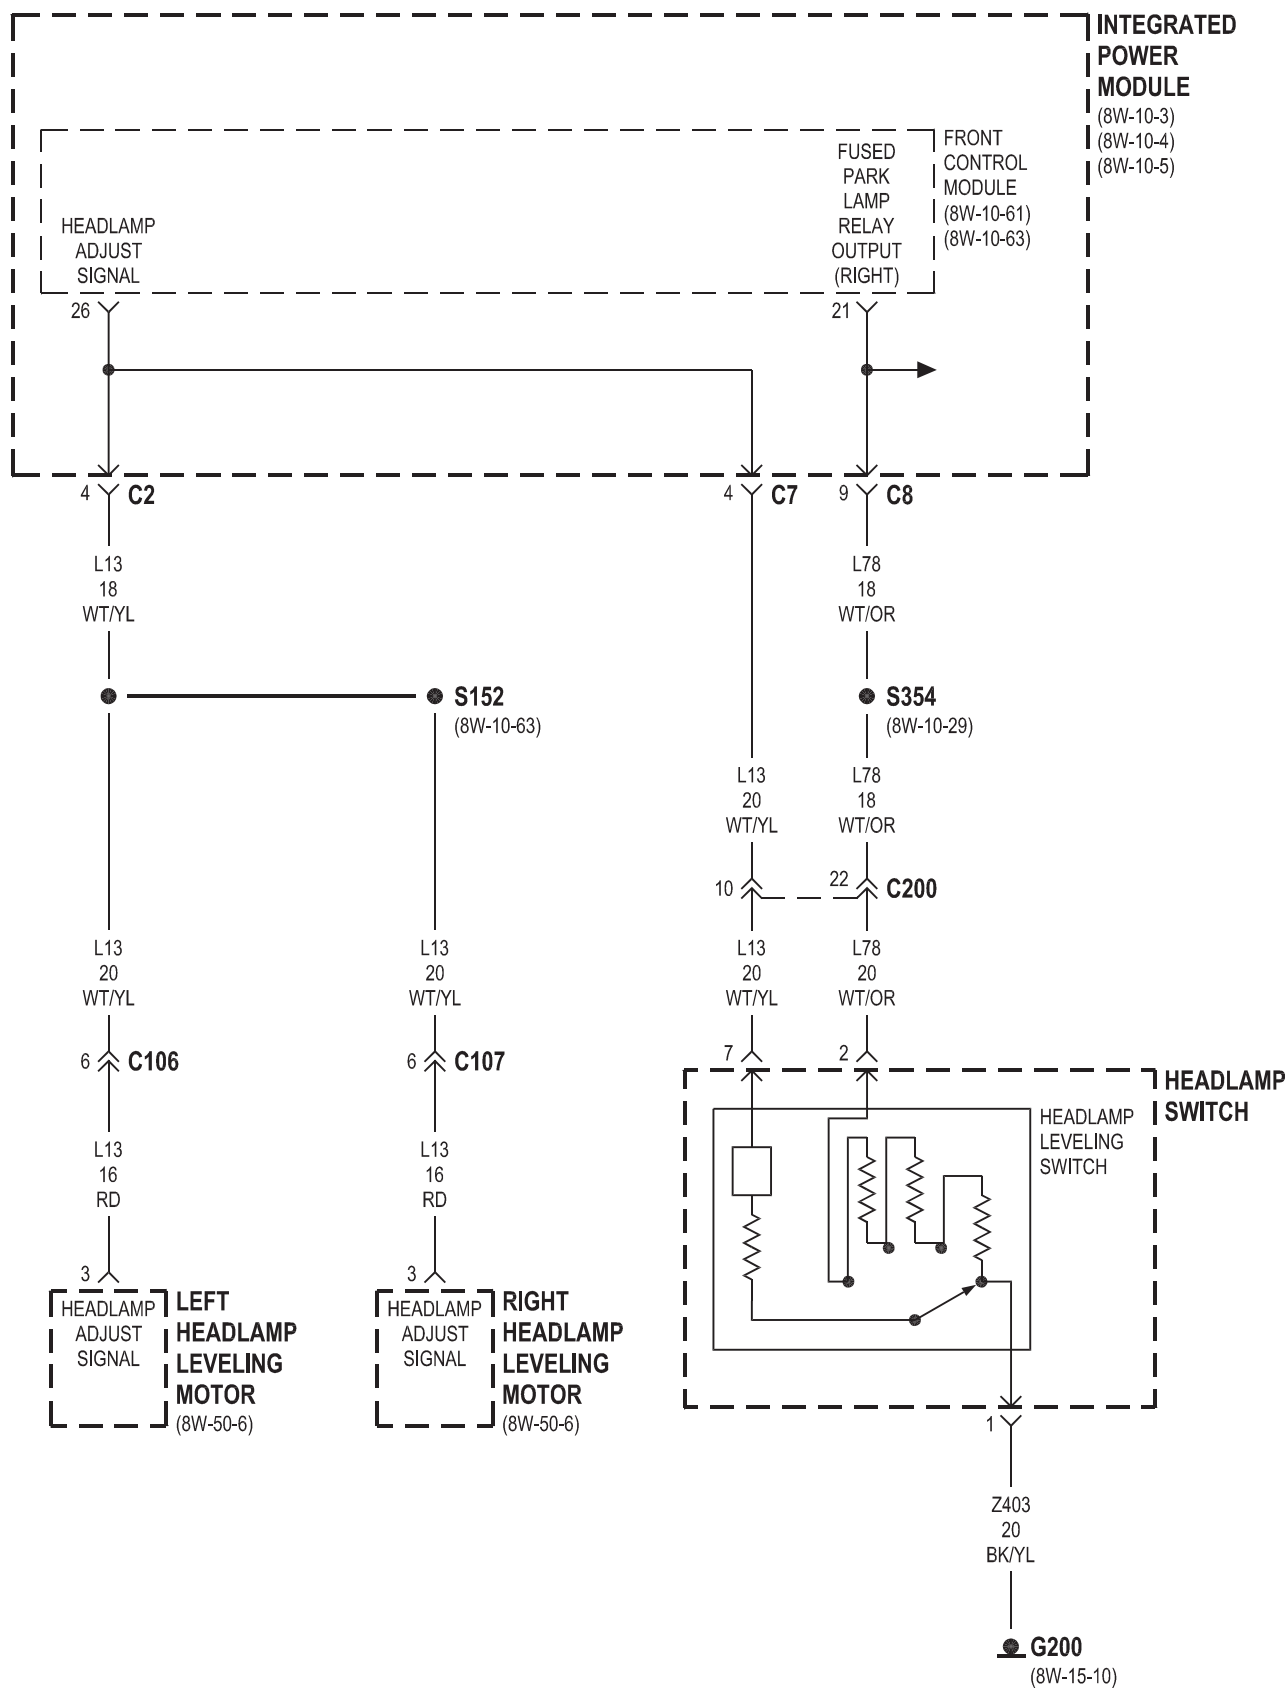 INTEGRATED
POWER
MODULE
(8W-10-3)
(8W-10-4)
(8W-10-5)
FRONT
CONTROL
MODULE
(8W-10-61)
(8W-10-63)
FUSED
PARK
LAMP
RELAY
OUTPUT
(RIGHT)
HEADLAMP
ADJUST
SIGNAL
26
21
4
C2
4
C7
9
C8
L13
18
WT/YL
L78
18
WT/OR
S152
(8W-10-63)
S354
(8W-10-29)
L13
20
WT/YL
L78
18
WT/OR
10
22
C200
L13
20
WT/YL
L13
20
WT/YL
L13
20
WT/YL
L78
20
WT/OR
6
C106
6
C107
7
2
HEADLAMP
SWITCH
HEADLAMP
LEVELING
SWITCH
L13
16
RD
L13
16
RD
3
3
HEADLAMP
ADJUST
SIGNAL
LEFT
HEADLAMP
LEVELING
MOTOR
(8W-50-6)
HEADLAMP
ADJUST
SIGNAL
RIGHT
HEADLAMP
LEVELING
MOTOR
(8W-50-6)
1
Z403
20
BK/YL
G200
(8W-15-10)